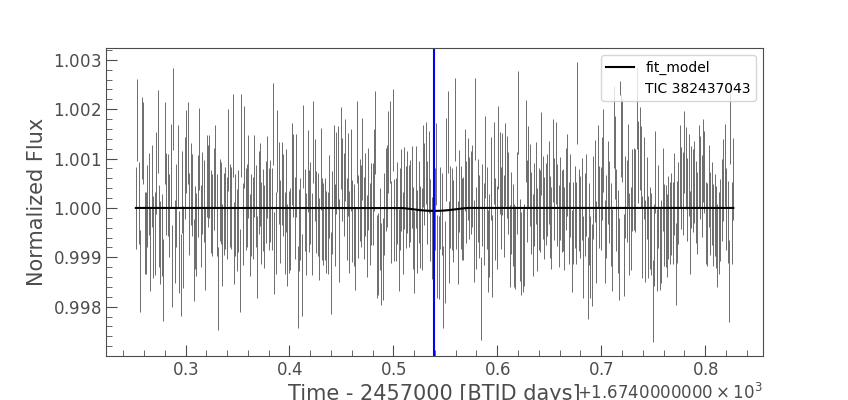 1.003
1.002
1.001
1.000
0.999
0.998
Normalized Flux
fit_model
TIC 382437043
0.3 0.4 0.5 0.6 0.7 0.8
Time - 2457000 [BTJD days]
+1.6740000000 × 10³